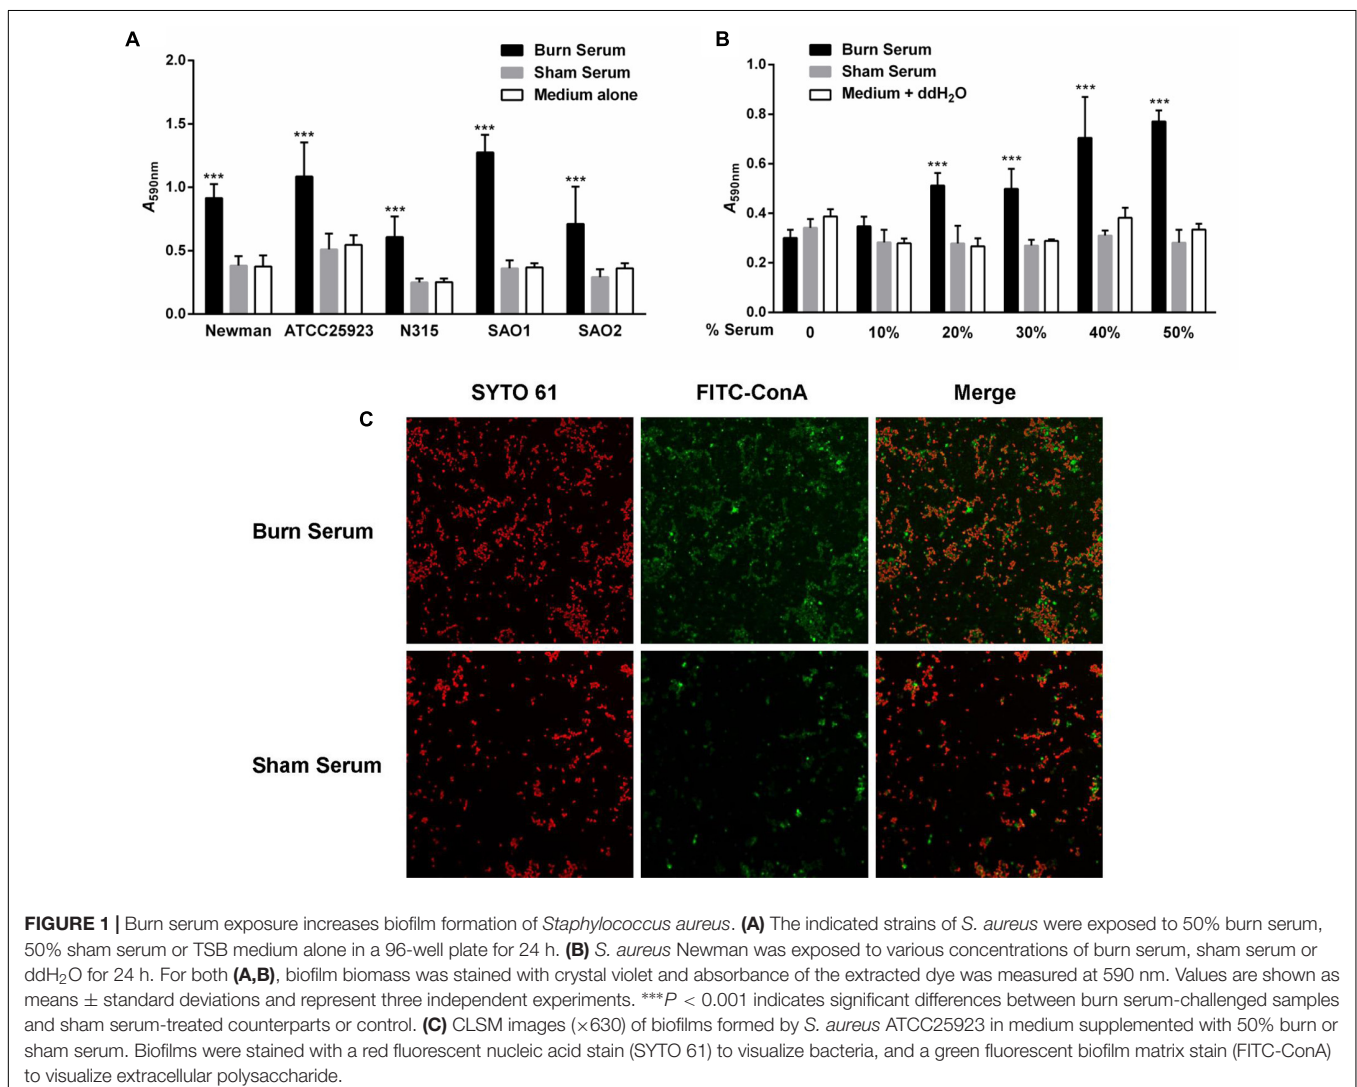 A
2.0
1.5
1.0
0.5
0.0
A590nm
Burn Serum
Sham Serum
Medium alone
***
***
***
***
***
Newman ATCC25923 N315 SAO1 SAO2
B
1.0
0.8
0.6
0.4
0.2
0.0
A590nm
Burn Serum
Sham Serum
Medium + ddH2O
***
***
***
***
% Serum 0 10% 20% 30% 40% 50%
SYTO 61 FITC-ConA Merge
C
Burn Serum
Sham Serum
FIGURE 1 | Burn serum exposure increases biofilm formation of Staphylococcus aureus. (A) The indicated strains of S. aureus were exposed to 50% burn serum,
50% sham serum or TSB medium alone in a 96-well plate for 24 h. (B) S. aureus Newman was exposed to various concentrations of burn serum, sham serum or
ddH2O for 24 h. For both (A,B), biofilm biomass was stained with crystal violet and absorbance of the extracted dye was measured at 590 nm. Values are shown as
means ± standard deviations and represent three independent experiments. ***P < 0.001 indicates significant differences between burn serum-challenged samples
and sham serum-treated counterparts or control. (C) CLSM images (×630) of biofilms formed by S. aureus ATCC25923 in medium supplemented with 50% burn or
sham serum. Biofilms were stained with a red fluorescent nucleic acid stain (SYTO 61) to visualize bacteria, and a green fluorescent biofilm matrix stain (FITC-ConA)
to visualize extracellular polysaccharide.